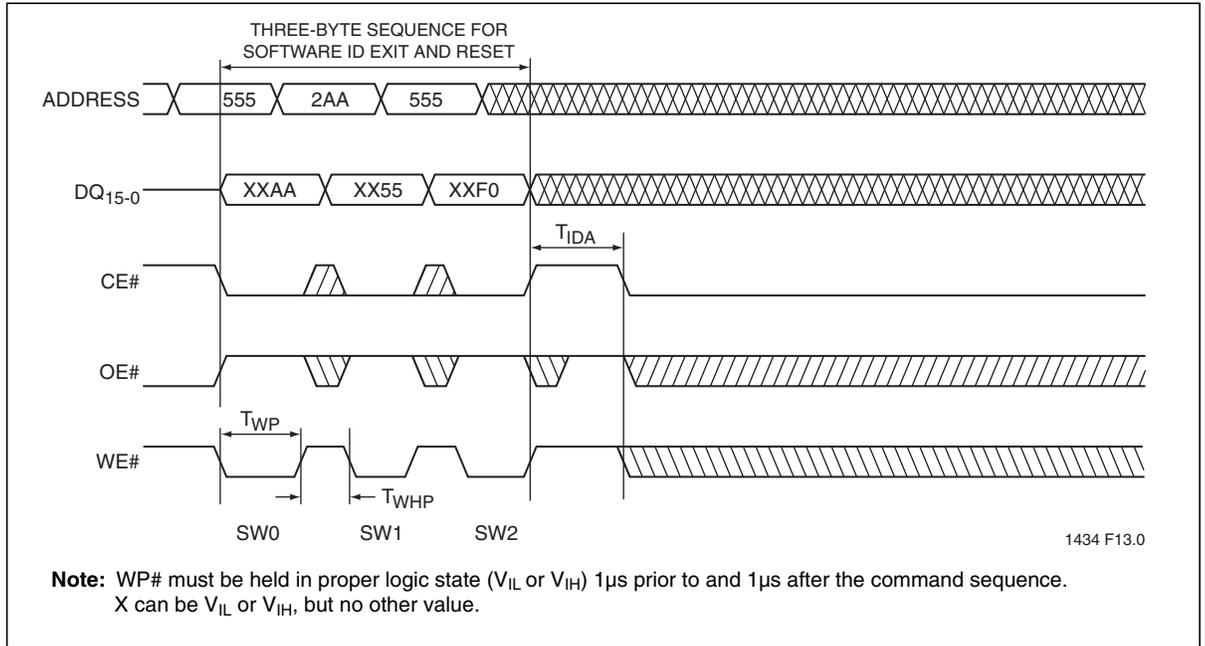 THREE-BYTE SEQUENCE FOR
SOFTWARE ID EXIT AND RESET
ADDRESS 555 2AA 555
DQ15-0 XXAA XX55 XXF0
TIDA
CE#
OE#
TWP
WE#
TWHP
SW0 SW1 SW2
1434 F13.0
Note: WP# must be held in proper logic state (VIL or VIH) 1µs prior to and 1µs after the command sequence.
X can be VIL or VIH, but no other value.